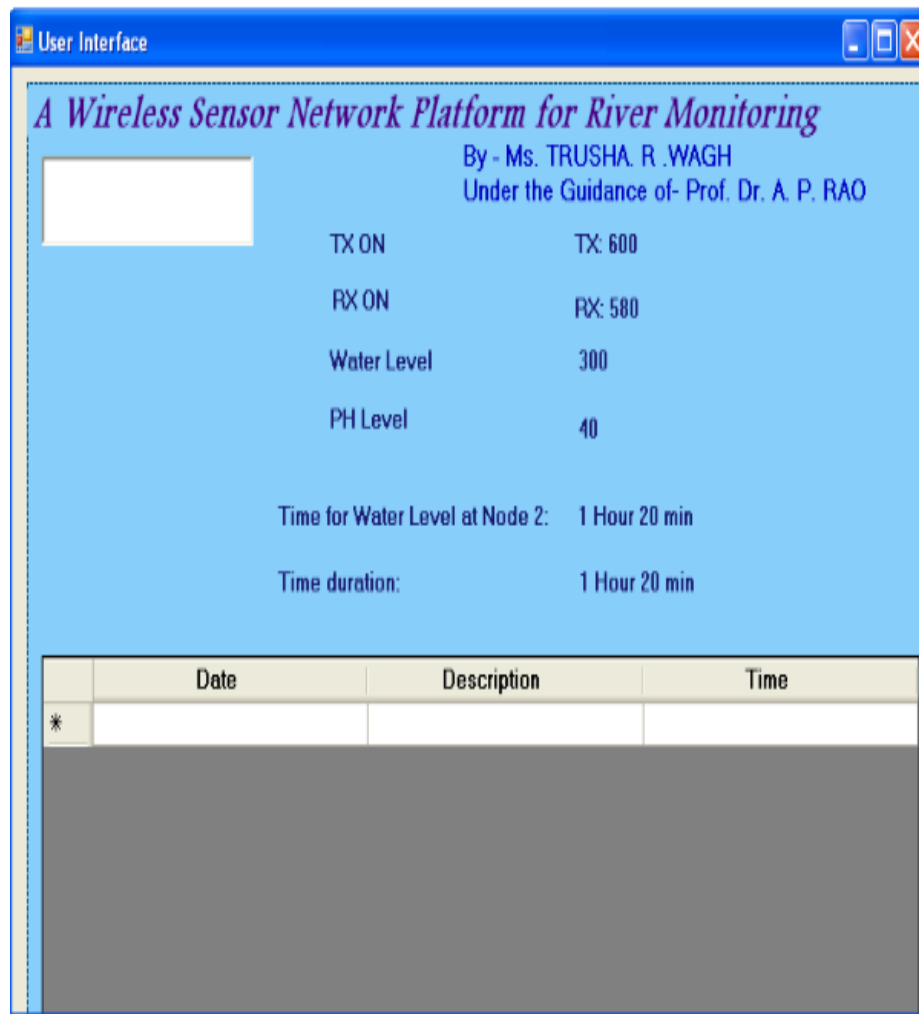 User Interface
A Wireless Sensor Network Platform for River Monitoring
By - Ms. TRUSHA. R .WAGH
Under the Guidance of- Prof. Dr. A. P. RAO
TX ON TX: 600
RX ON RX: 580
Water Level 300
PH Level 40
Time for Water Level at Node 2: 1 Hour 20 min
Time duration: 1 Hour 20 min
Date Description Time
*